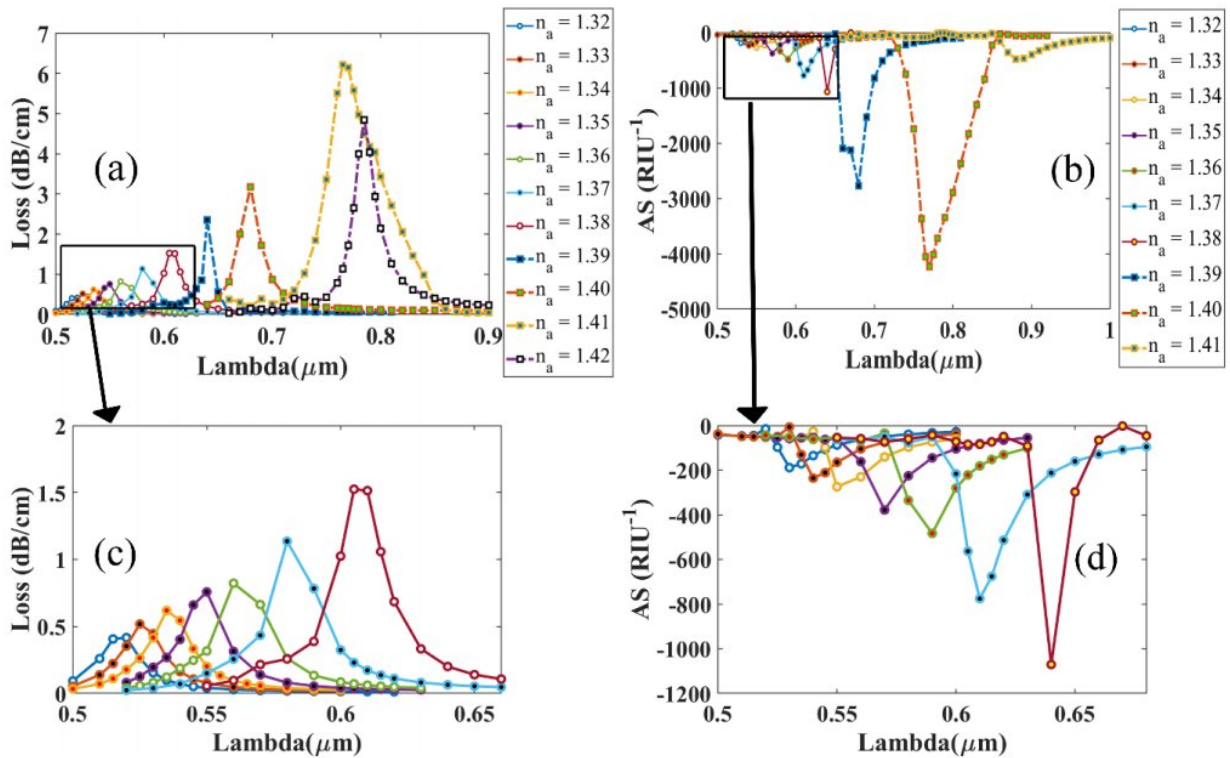 7
6
5
4
3
2
1
0
0.5
0.6
0.7
0.8
0.9
Loss (dB/cm)
Lambda(μm)
(a)
n_a = 1.32
n_a = 1.33
n_a = 1.34
n_a = 1.35
n_a = 1.36
n_a = 1.37
n_a = 1.38
n_a = 1.39
n_a = 1.40
n_a = 1.41
n_a = 1.42
0
-1000
-2000
-3000
-4000
-5000
0.5
0.6
0.7
0.8
0.9
1
AS (RIU⁻¹)
Lambda(μm)
(b)
n_a = 1.32
n_a = 1.33
n_a = 1.34
n_a = 1.35
n_a = 1.36
n_a = 1.37
n_a = 1.38
n_a = 1.39
n_a = 1.40
n_a = 1.41
2
1.5
1
0.5
0
0.5
0.55
0.6
0.65
Loss (dB/cm)
Lambda(μm)
(c)
0
-200
-400
-600
-800
-1000
-1200
0.5
0.55
0.6
0.65
AS (RIU⁻¹)
Lambda(μm)
(d)